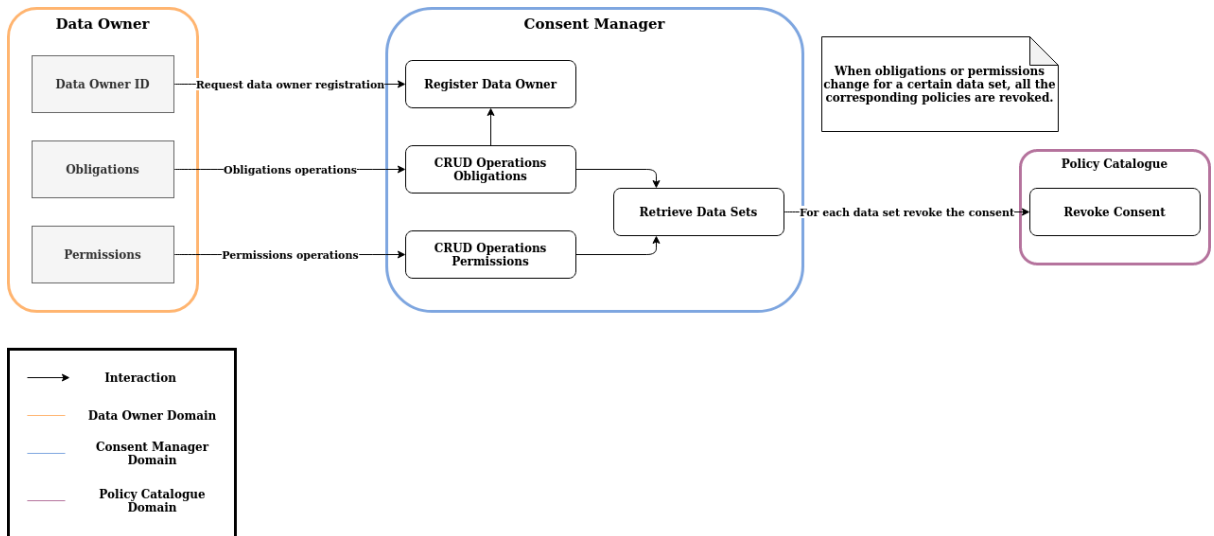 Data Owner
Consent Manager
Data Owner ID
Request data owner registration
Register Data Owner
When obligations or permissions
change for a certain data set, all the
corresponding policies are revoked.
Obligations
Obligations operations
CRUD Operations
Obligations
Policy Catalogue
Retrieve Data Sets
For each data set revoke the consent
Revoke Consent
Permissions
Permissions operations
CRUD Operations
Permissions
Interaction
Data Owner Domain
Consent Manager
Domain
Policy Catalogue
Domain